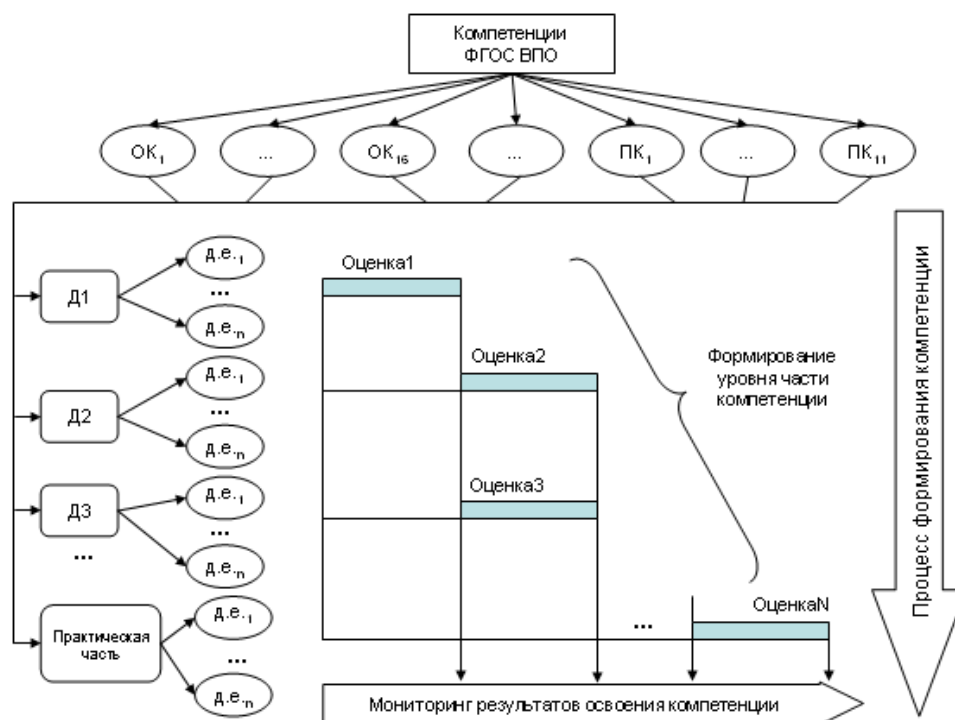 Компетенции
ФГОС ВПО
ОК1
...
ОК16
...
ПК1
...
ПК11
Д1
д.е.1
...
д.е.n
Оценка1
Д2
д.е.1
...
д.е.n
Оценка2
Формирование
уровня части
компетенции
Д3
...
д.е.1
...
д.е.n
Оценка3
Практическая
часть
д.е.1
...
д.е.n
...
ОценкаN
Мониторинг результатов освоения компетенции
Процесс формирования компетенции